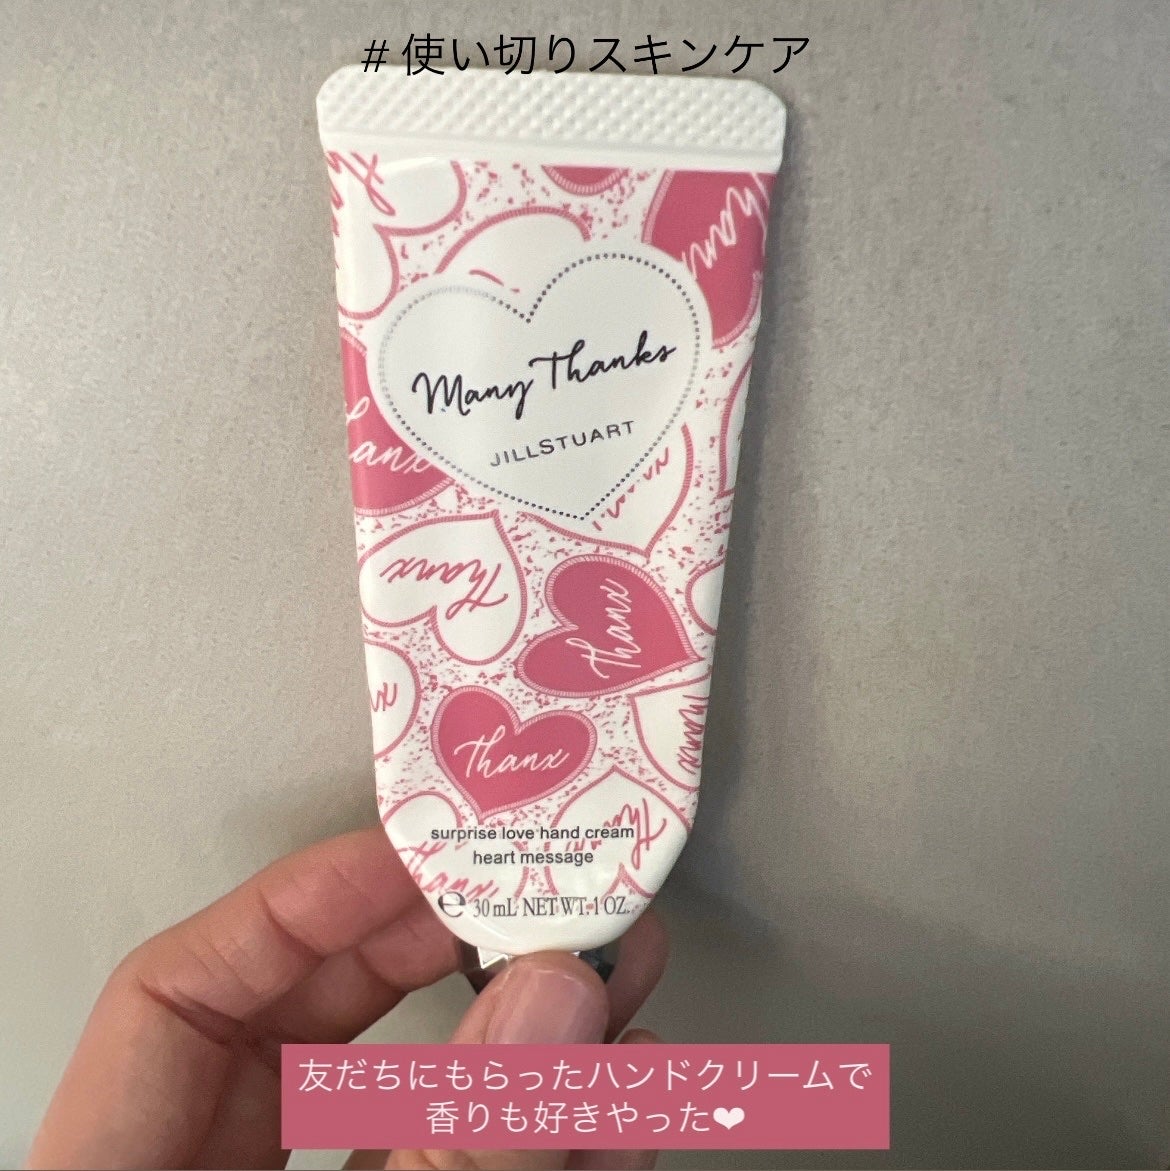 # 使い切りスキンケア
Thanx
Many Thanks
JILLSTUART
Thanx
Thanx
Thanx
Thanx
surprise love hand cream
heart message
e 30 mL NET WT. 1 OZ.
友だちにもらったハンドクリームで
香りも好きやった❤